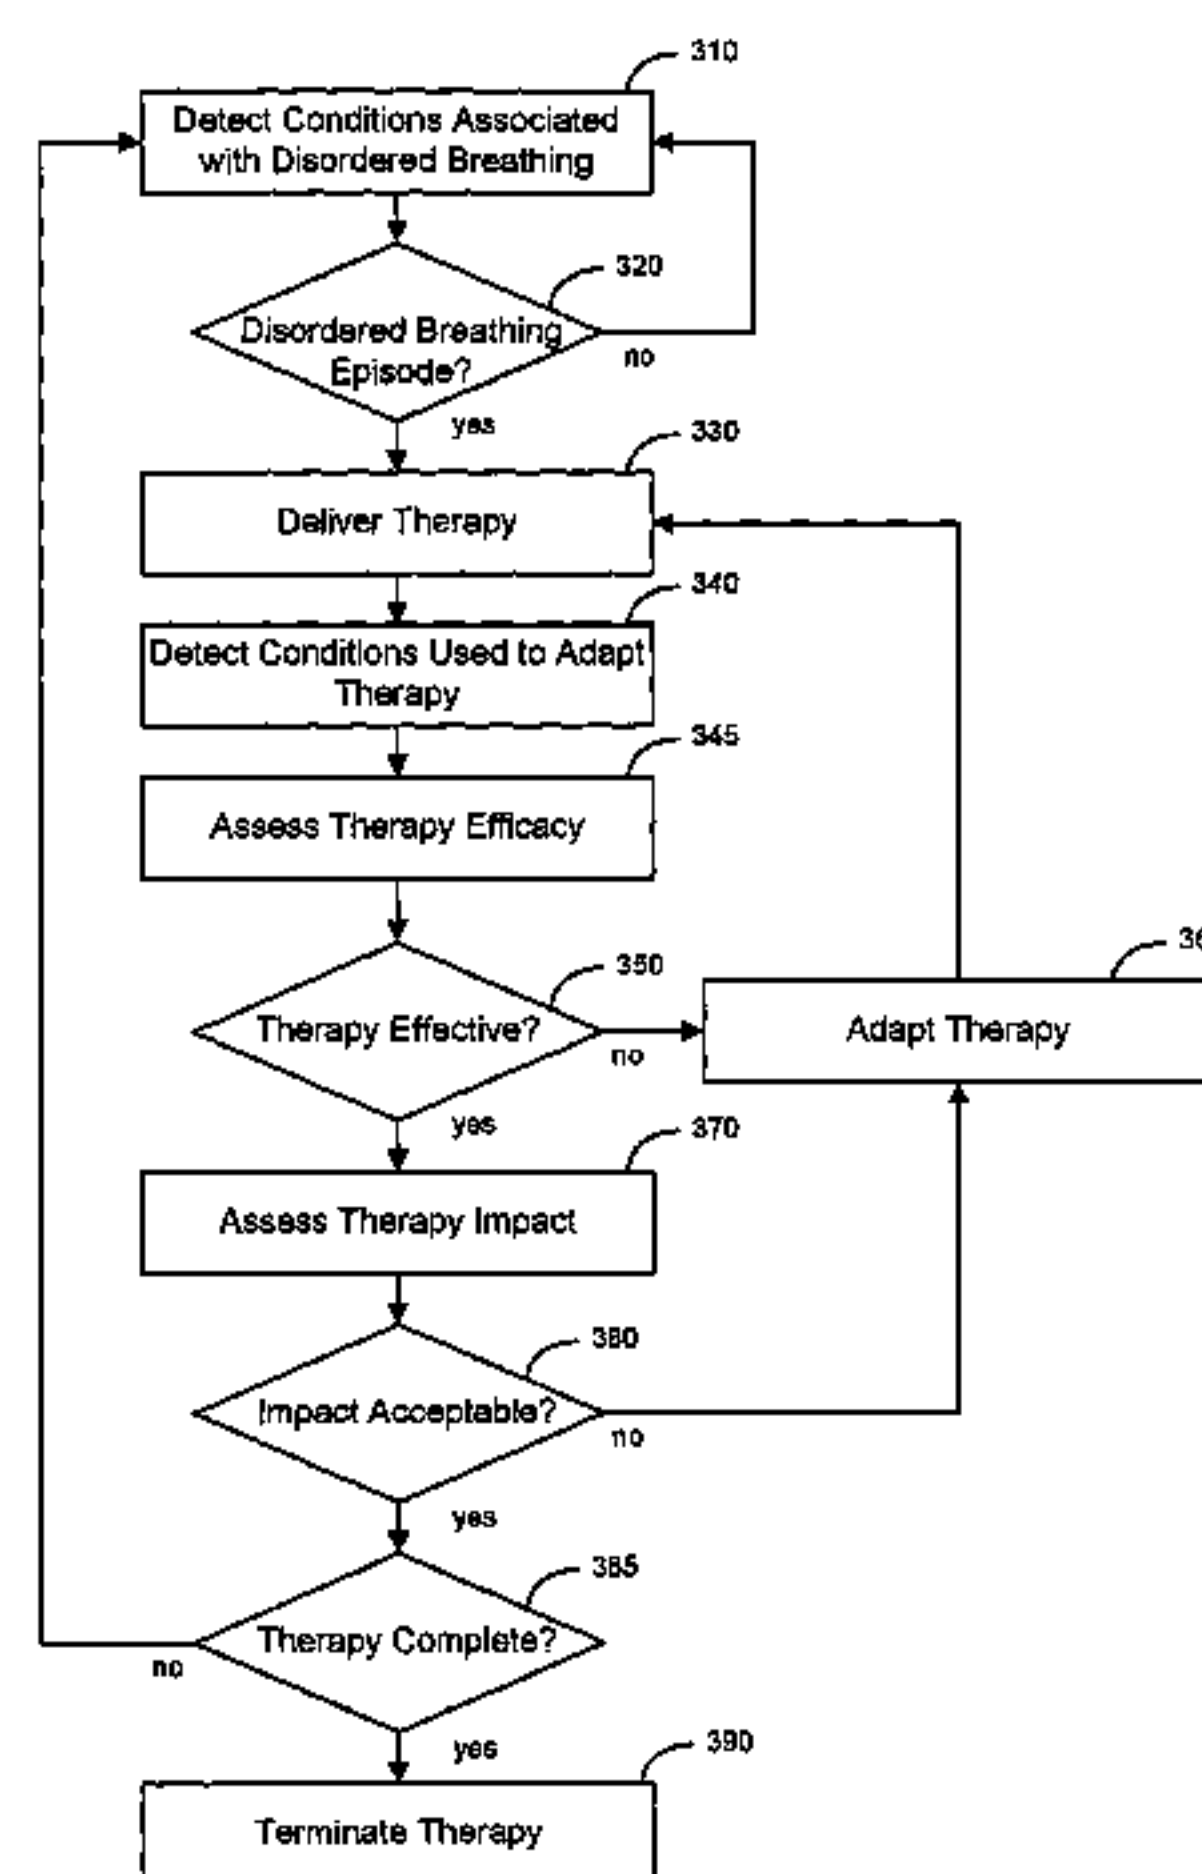 310
Detect Conditions Associated
with Disordered Breathing
320
Disordered Breathing
Episode?
no
yes
330
Deliver Therapy
340
Detect Conditions Used to Adapt
Therapy
345
Assess Therapy Efficacy
350
Therapy Effective?
no
Adapt Therapy
yes
370
Assess Therapy Impact
380
Impact Acceptable?
no
yes
385
Therapy Complete?
no
yes
390
Terminate Therapy